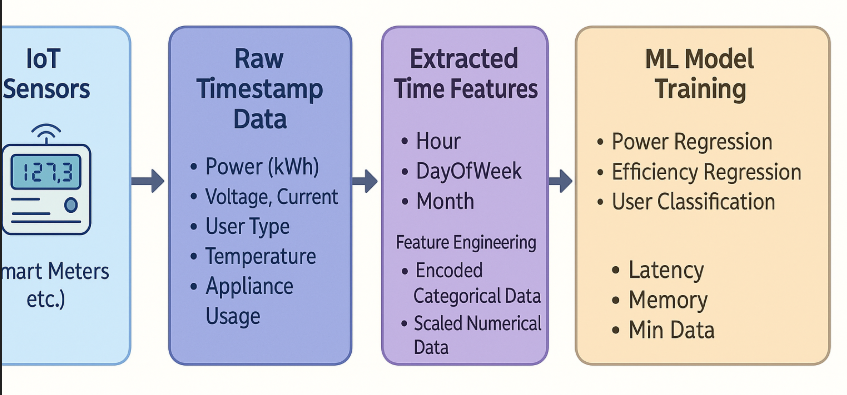 IoT
Sensors
127,3
mart Meters
etc.)
Raw
Timestamp
Data
• Power (kWh)
• Voltage, Current
• User Type
• Temperature
• Appliance
Usage
Extracted
Time Features
• Hour
• DayOfWeek
• Month
Feature Engineering
• Encoded
Categorical Data
• Scaled Numerical
Data
ML Model
Training
• Power Regression
• Efficiency Regression
• User Classification
• Latency
• Memory
• Min Data